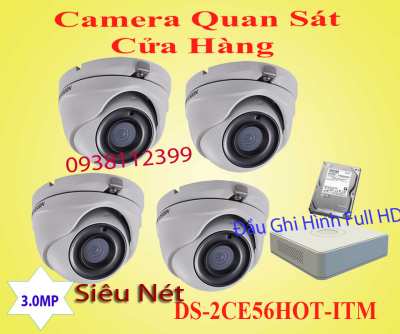 Camera Quan Sát
Cửa Hàng
0938112399
Đầu Ghi Hình Full HD
3.0MP
Siêu Nét
DS-2CE56HOT-ITM